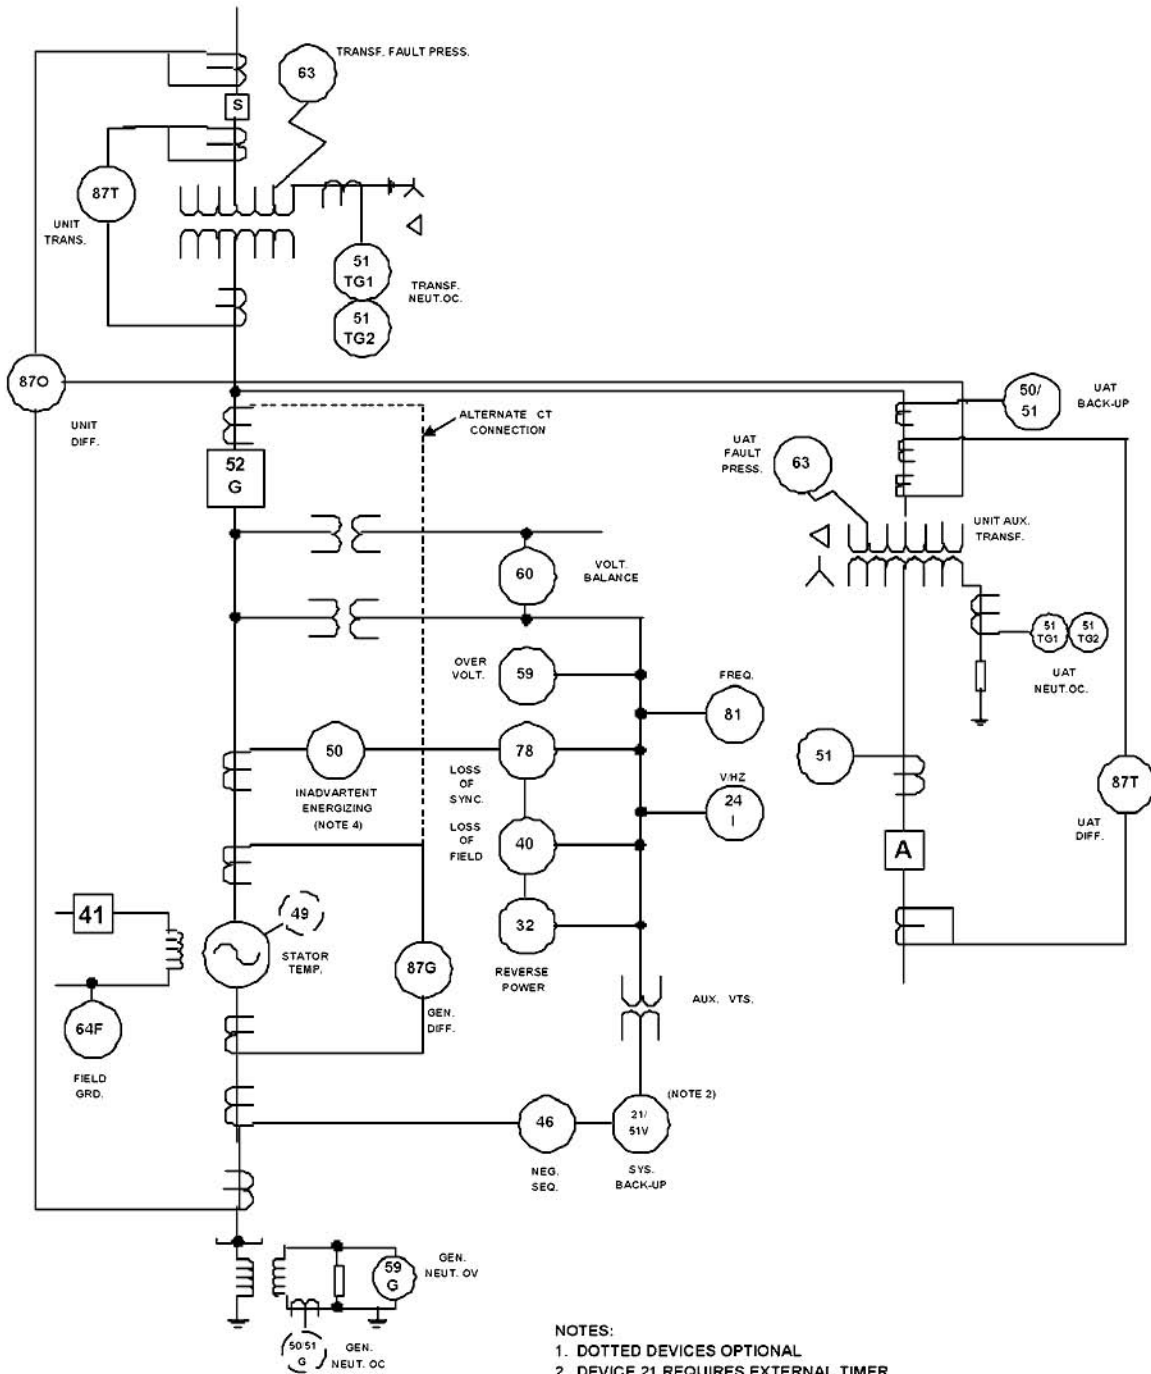 TRANSF. FAULT PRESS.
63
S
87T
UNIT
TRANS.
51
TG1
TRANSF.
NEUT.OC.
51
TG2
87O
UNIT
DIFF.
50/
51
UAT
BACK-UP
ALTERNATE CT
CONNECTION
52
G
UAT
FAULT
PRESS.
63
UNIT AUX.
TRANSF.
60
VOLT.
BALANCE
51
TG1
51
TG2
UAT
NEUT.OC.
OVER
VOLT.
59
FREQ.
81
50
INADVARTENT
ENERGIZING
(NOTE 4)
78
LOSS
OF
SYNC.
V/HZ
24
I
51
87T
UAT
DIFF.
LOSS
OF
FIELD
40
A
41
49
STATOR
TEMP.
32
REVERSE
POWER
87G
GEN.
DIFF.
AUX. VTS.
64F
FIELD
GRD.
(NOTE 2)
46
NEG.
SEQ.
21/
51V
SYS.
BACK-UP
59
G
GEN.
NEUT. OV
50/51
G
GEN.
NEUT. OC
NOTES:
1. DOTTED DEVICES OPTIONAL
2. DEVICE 21 REQUIRES EXTERNAL TIMER